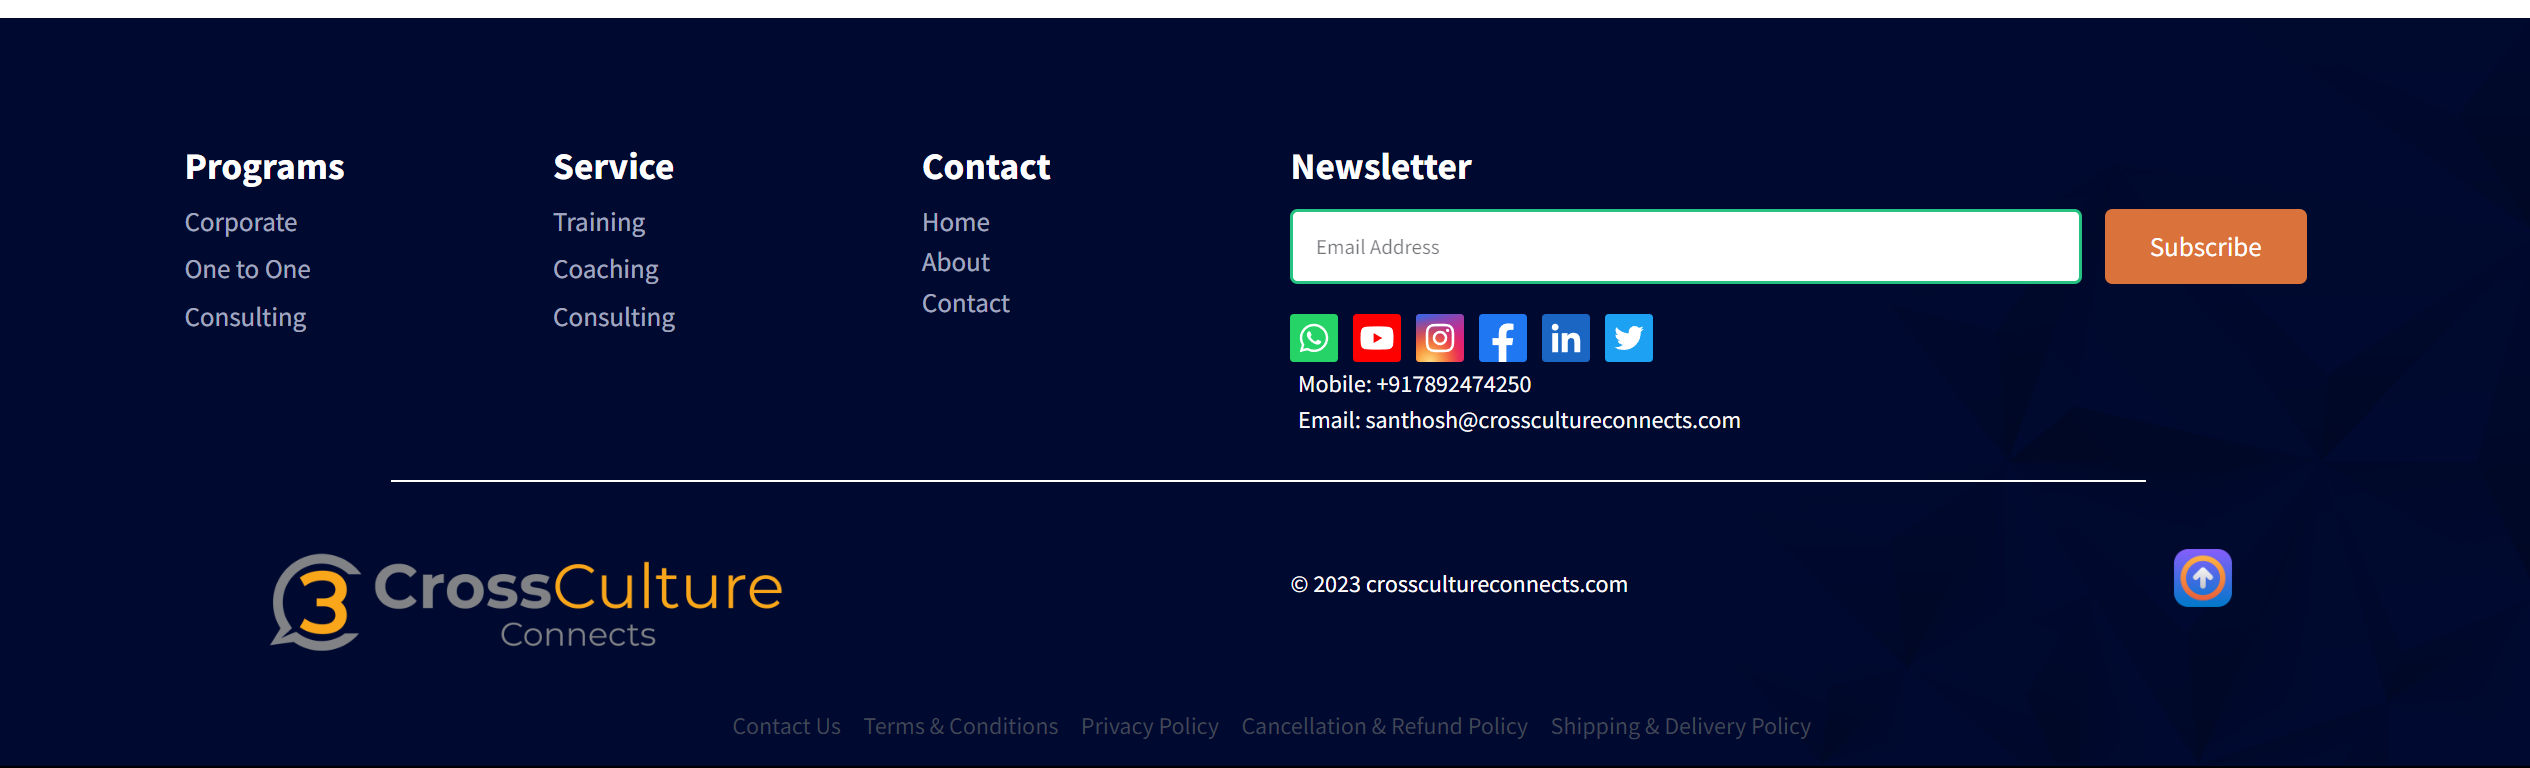 Programs
Corporate
One to One
Consulting
Service
Training
Coaching
Consulting
Contact
Home
About
Contact
Newsletter
Email Address
Subscribe
Mobile: +917892474250
Email: santhosh@crosscultureconnects.com
3 CrossCulture
Connects
© 2023 crosscultureconnects.com
Contact Us Terms & Conditions Privacy Policy Cancellation & Refund Policy Shipping & Delivery Policy